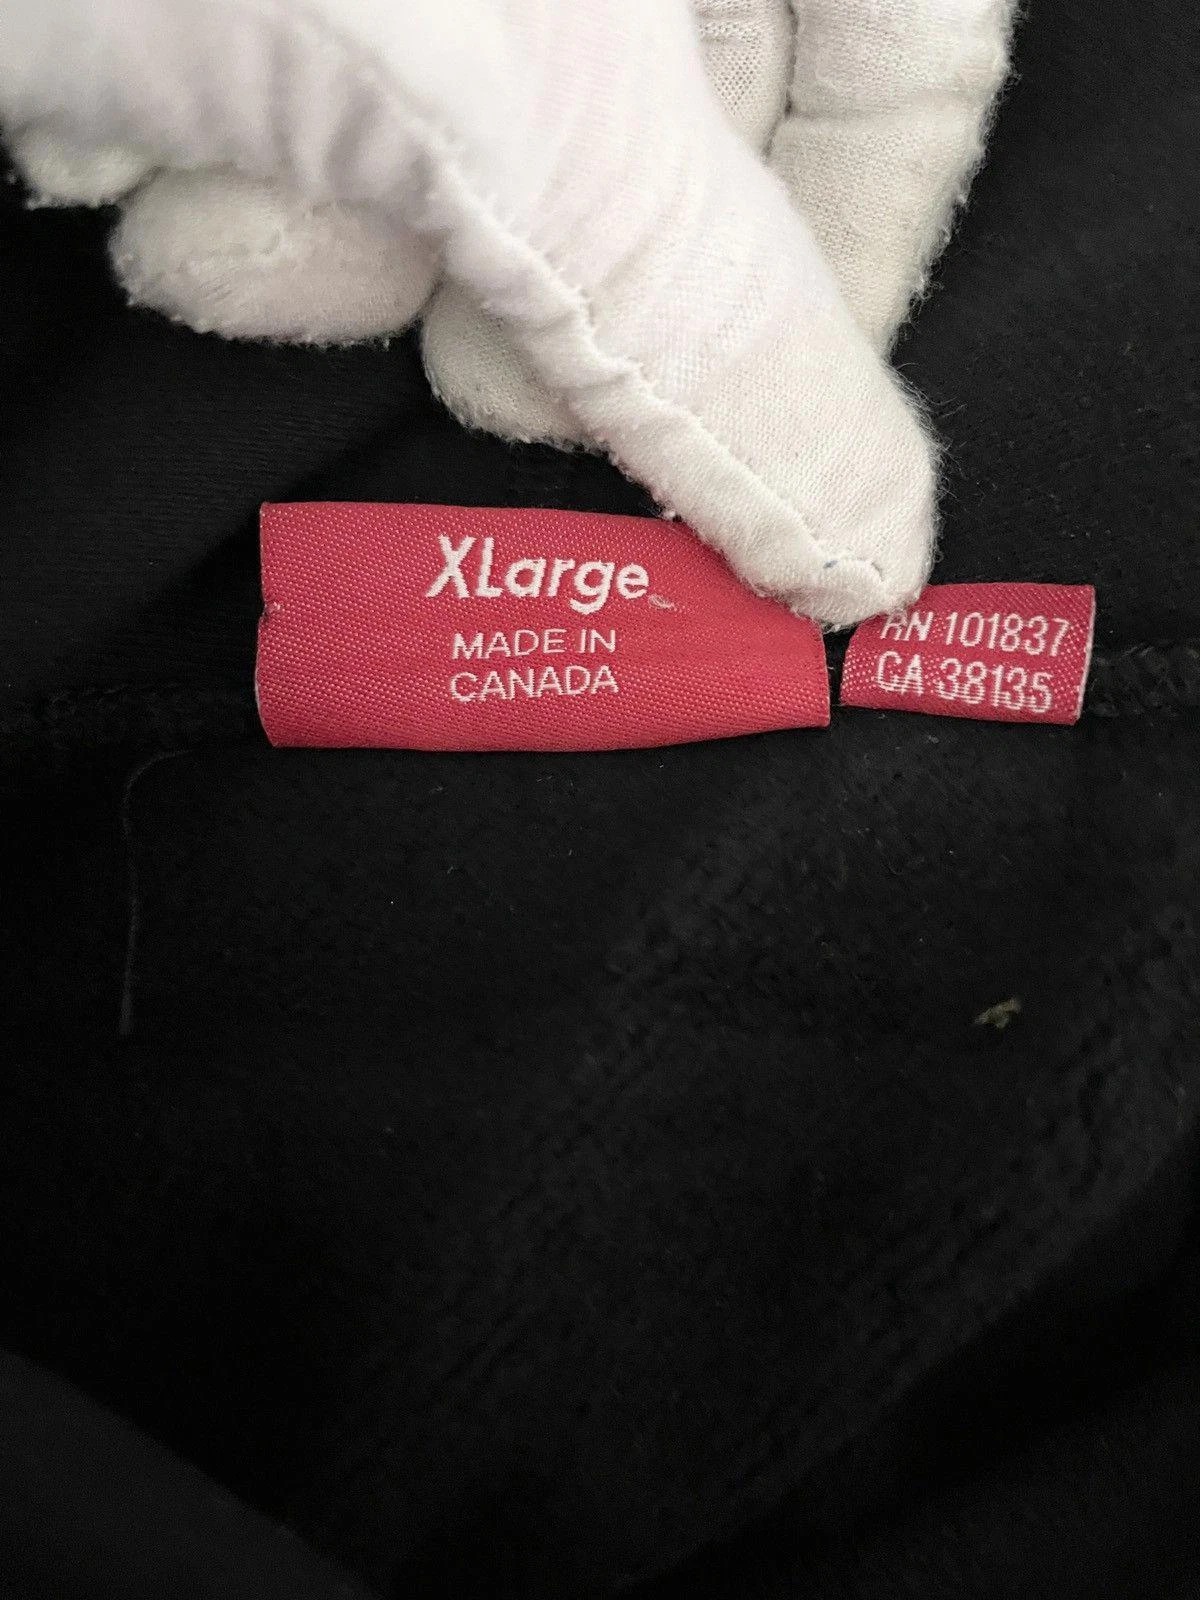 XLarge
MADE IN
CANADA
RN 101837
CA 38135